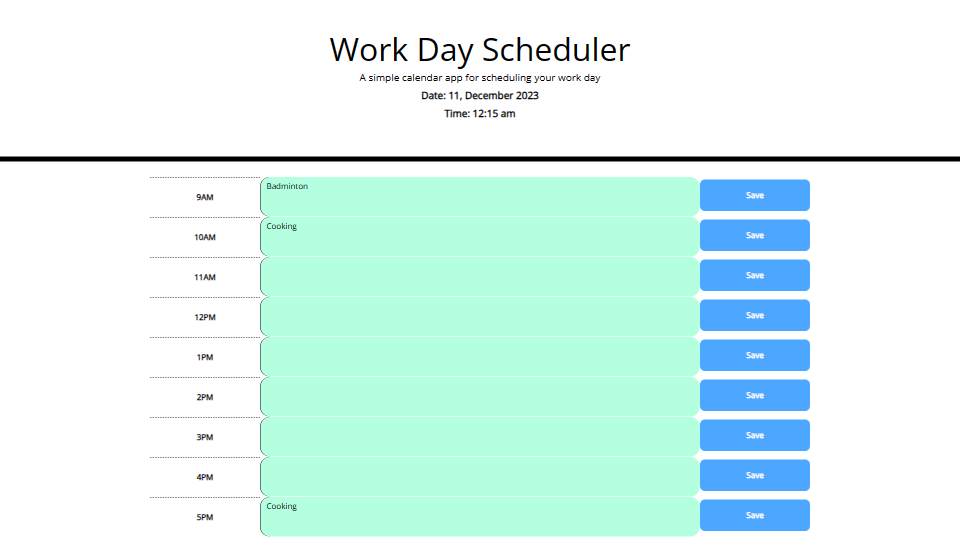 Work Day Scheduler
A simple calendar app for scheduling your work day
Date: 11, December 2023
Time: 12:15 am
9AM Badminton Save
10AM Cooking Save
11AM Save
12PM Save
1PM Save
2PM Save
3PM Save
4PM Save
5PM Cooking Save